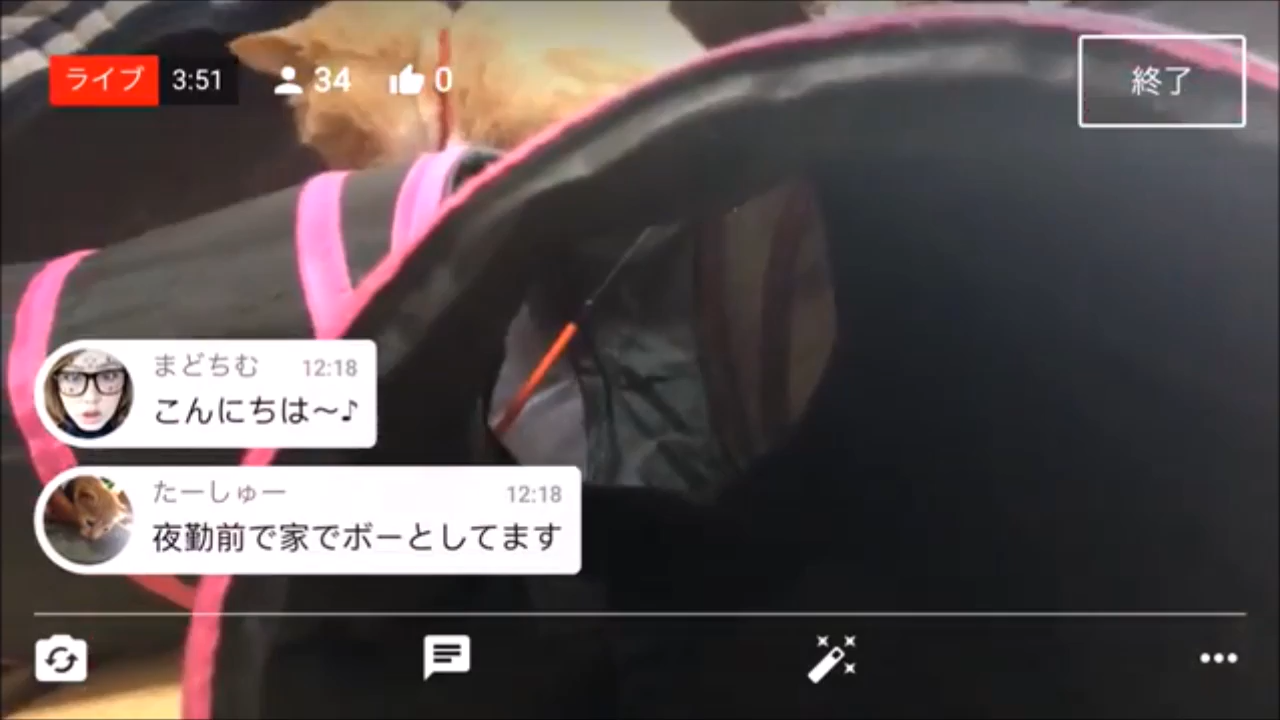 ライブ 3:51 34 0
終了
まどちむ 12:18
こんにちは～♪
たーしゅー 12:18
夜勤前で家でボーとしてます